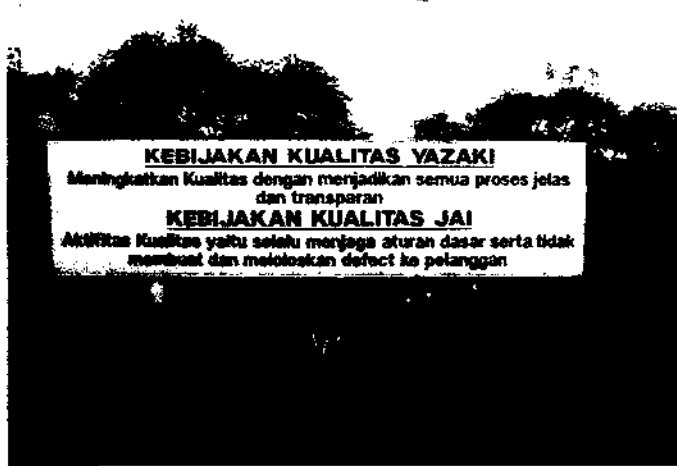 KEBIJAKAN KUALITAS YAZAKI
Meningkatkan Kualitas dengan menjadikan semua proses jelas
dan transparan
KEBIJAKAN KUALITAS JAI
Aktifitas Kualitas yaitu selalu menjaga aturan dasar serta tidak
membuat dan meloloskan defect ke pelanggan